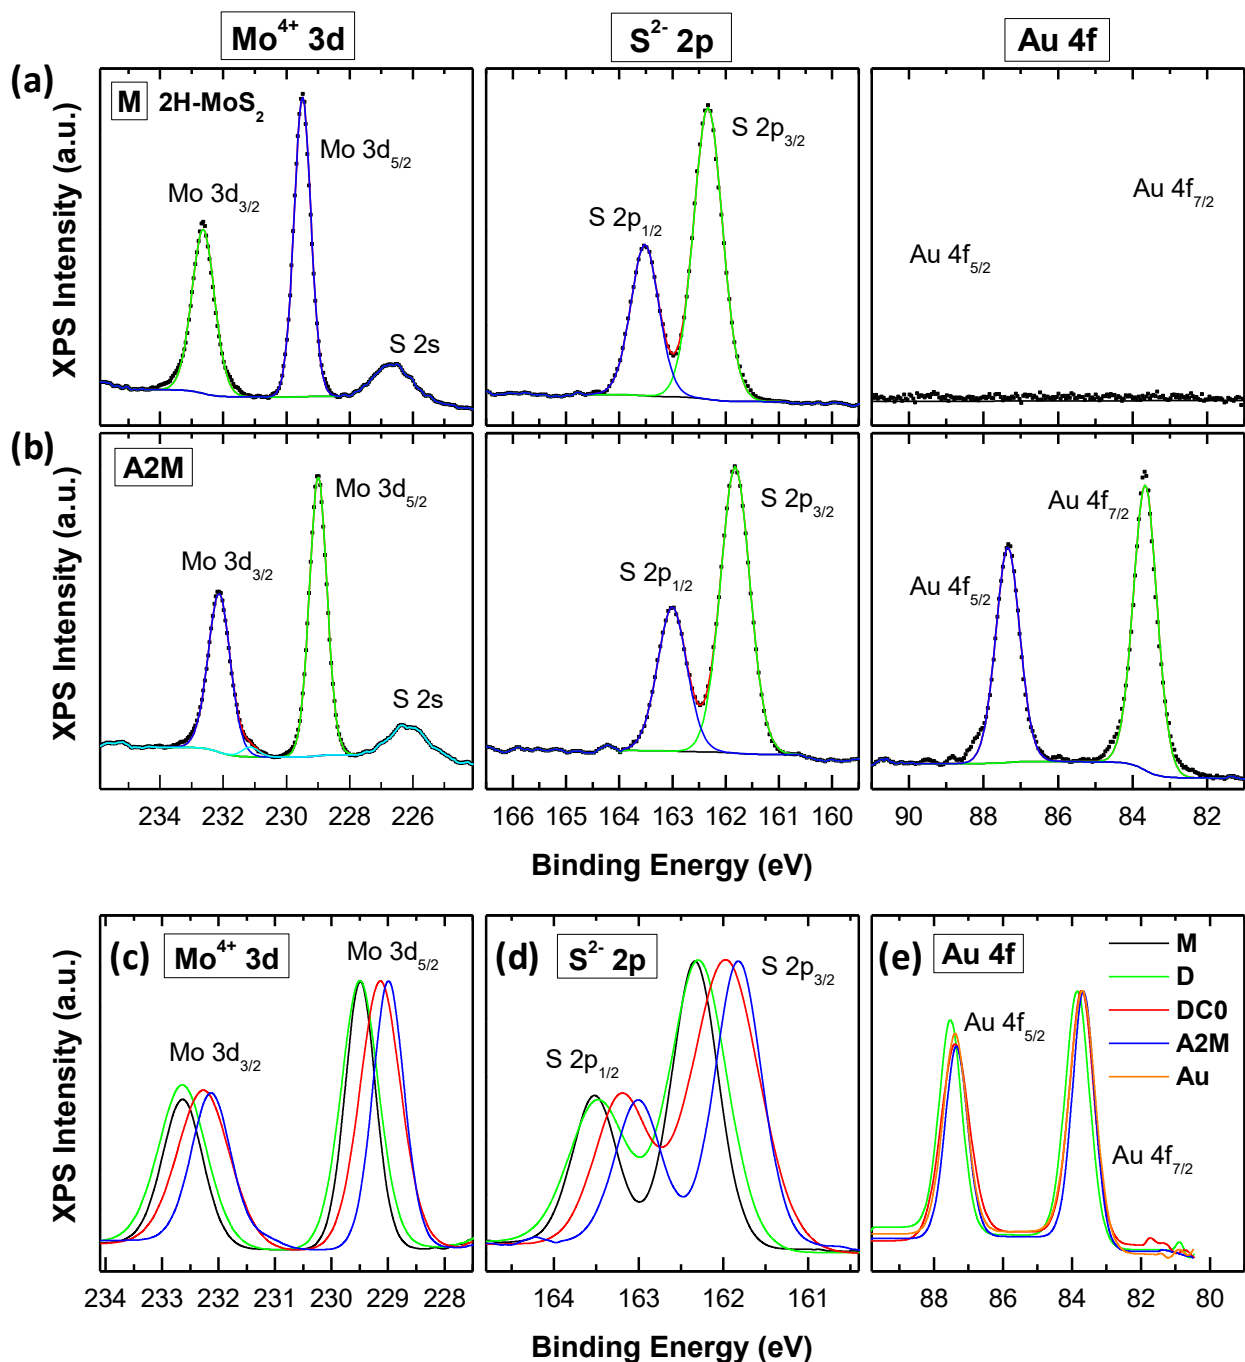 Mo4+ 3d
S2- 2p
Au 4f
(a)
M 2H-MoS2
Mo 3d5/2
Mo 3d3/2
S 2s
S 2p3/2
S 2p1/2
Au 4f7/2
Au 4f5/2
XPS Intensity (a.u.)
(b)
A2M
Mo 3d5/2
Mo 3d3/2
S 2s
S 2p3/2
S 2p1/2
Au 4f7/2
Au 4f5/2
XPS Intensity (a.u.)
234 232 230 228 226
166 165 164 163 162 161 160
90 88 86 84 82
Binding Energy (eV)
(c)
Mo4+ 3d
Mo 3d5/2
Mo 3d3/2
(d)
S2- 2p
S 2p3/2
S 2p1/2
(e)
Au 4f
Au 4f5/2
Au 4f7/2
M
D
DC0
A2M
Au
XPS Intensity (a.u.)
234 233 232 231 230 229 228
164 163 162 161
88 86 84 82 80
Binding Energy (eV)